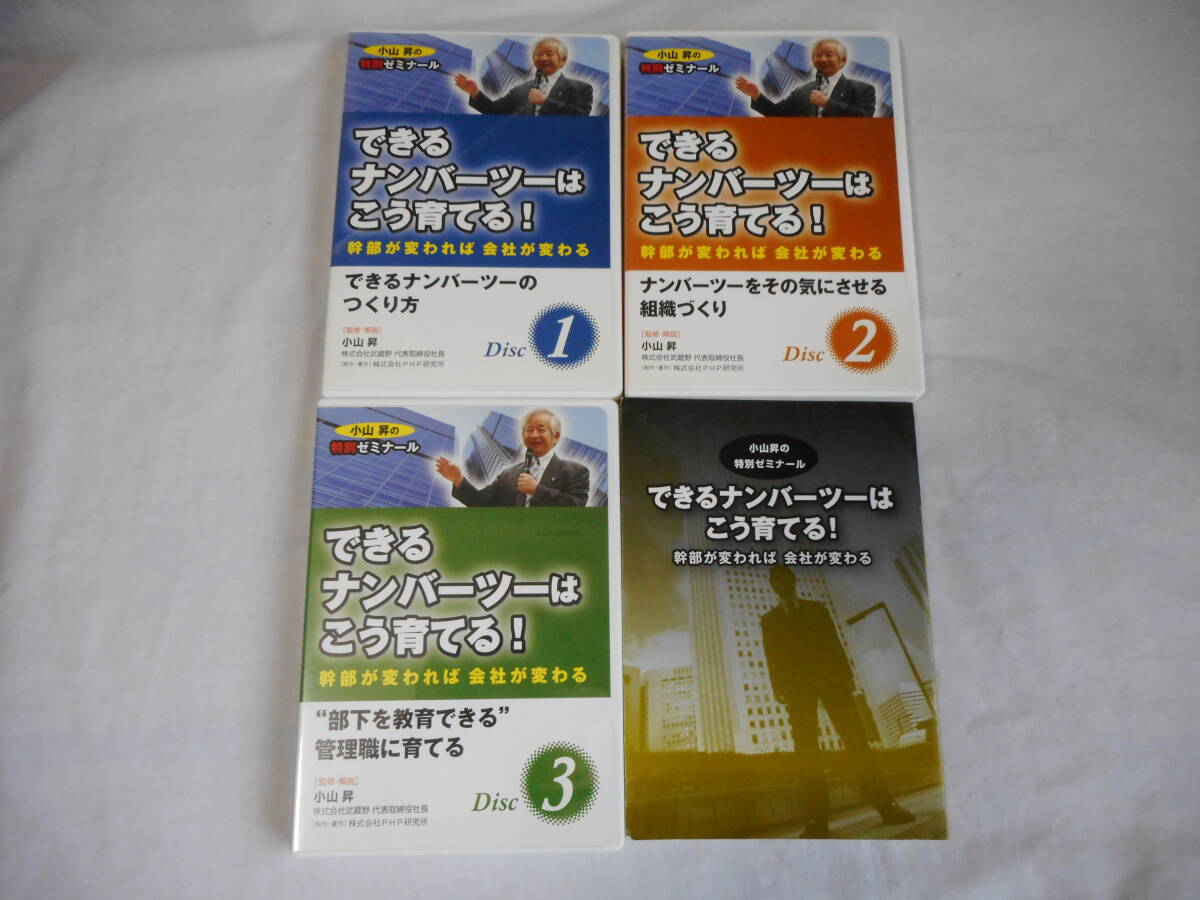 小山 昇の
特別ゼミナール
できる
ナンバーツーは
こう育てる!
幹部が変われば 会社が変わる
できるナンバーツーの
つくり方
[監修・解説]
小山 昇
株式会社武蔵野 代表取締役社長
[制作・著作] 株式会社PHP研究所
Disc 1
小山 昇の
特別ゼミナール
できる
ナンバーツーは
こう育てる!
幹部が変われば 会社が変わる
ナンバーツーをその気にさせる
組織づくり
[監修・解説]
小山 昇
株式会社武蔵野 代表取締役社長
[制作・著作] 株式会社PHP研究所
Disc 2
小山 昇の
特別ゼミナール
できる
ナンバーツーは
こう育てる!
幹部が変われば 会社が変わる
“部下を教育できる”
管理職に育てる
[監修・解説]
小山 昇
株式会社武蔵野 代表取締役社長
[制作・著作] 株式会社PHP研究所
Disc 3
小山昇の
特別ゼミナール
できるナンバーツーは
こう育てる!
幹部が変われば 会社が変わる